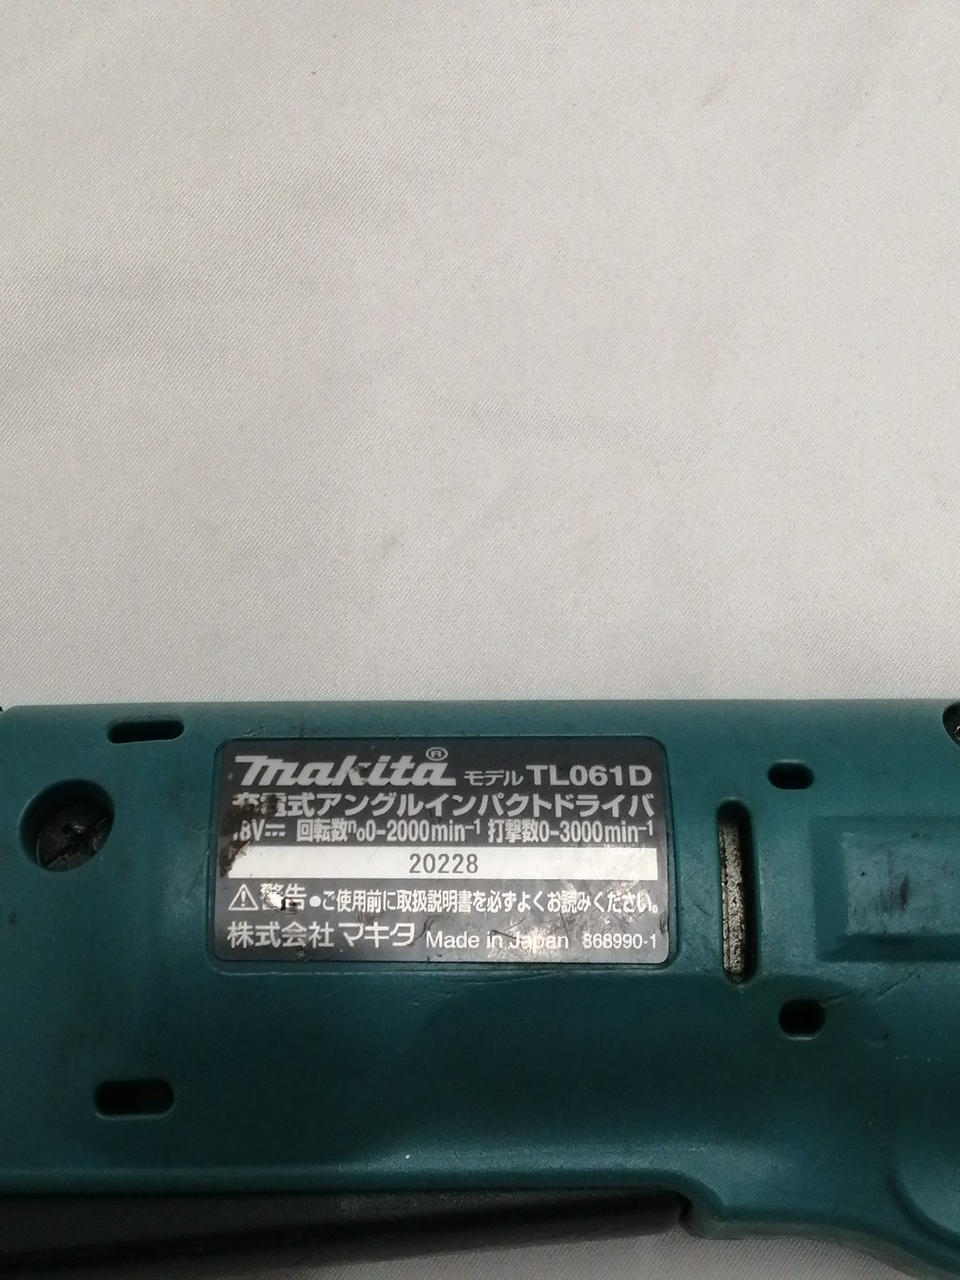 makita® モデル TL061D
充電式アングルインパクトドライバ
18V⎓ 回転数n₀0-2000min⁻¹ 打撃数0-3000min⁻¹
20228
⚠警告 ●ご使用前に取扱説明書を必ずよくお読みください。
株式会社 マキタ Made in Japan 868990-1